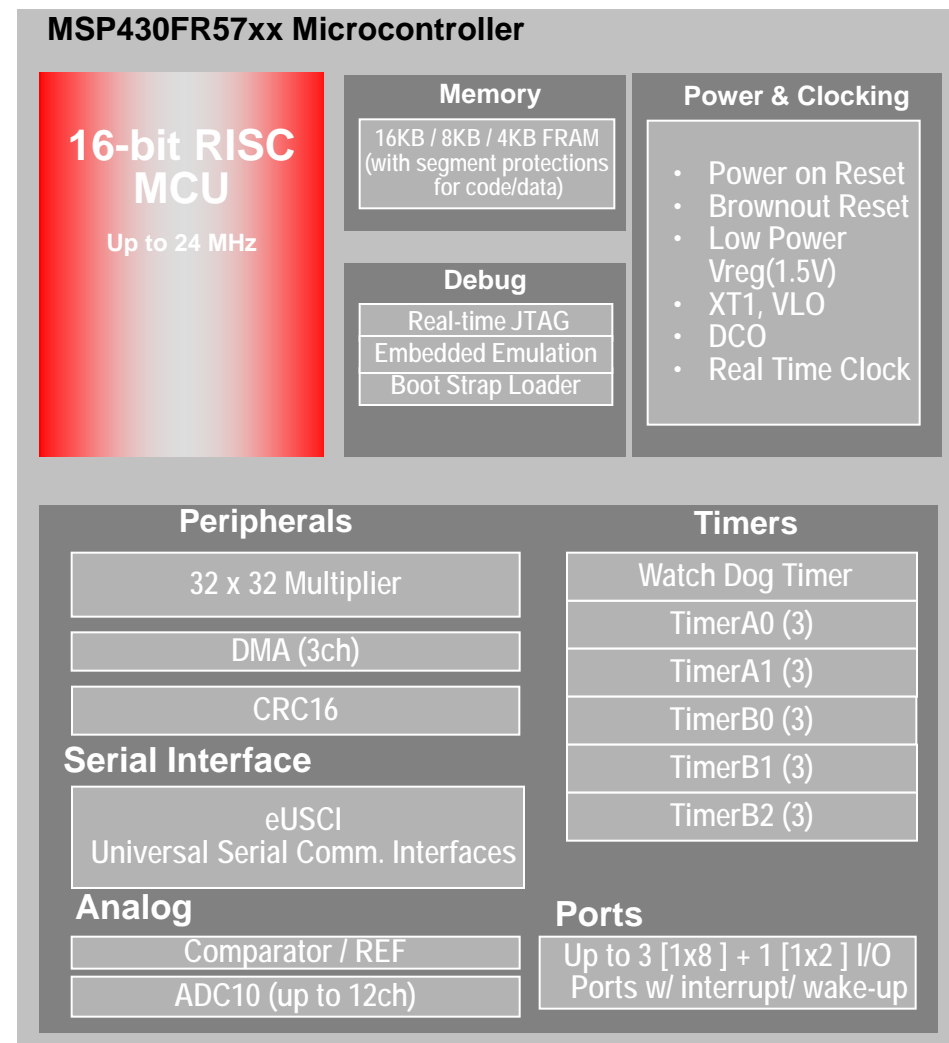 MSP430FR57xx Microcontroller
16-bit RISC
MCU
Up to 24 MHz
Memory
16KB / 8KB / 4KB FRAM
(with segment protections
for code/data)
Debug
Real-time JTAG
Embedded Emulation
Boot Strap Loader
Power & Clocking
• Power on Reset
• Brownout Reset
• Low Power
Vreg(1.5V)
• XT1, VLO
• DCO
• Real Time Clock
Peripherals
32 x 32 Multiplier
DMA (3ch)
CRC16
Serial Interface
eUSCI
Universal Serial Comm. Interfaces
Analog
Comparator / REF
ADC10 (up to 12ch)
Timers
Watch Dog Timer
TimerA0 (3)
TimerA1 (3)
TimerB0 (3)
TimerB1 (3)
TimerB2 (3)
Ports
Up to 3 [1x8 ] + 1 [1x2 ] I/O
Ports w/ interrupt/ wake-up